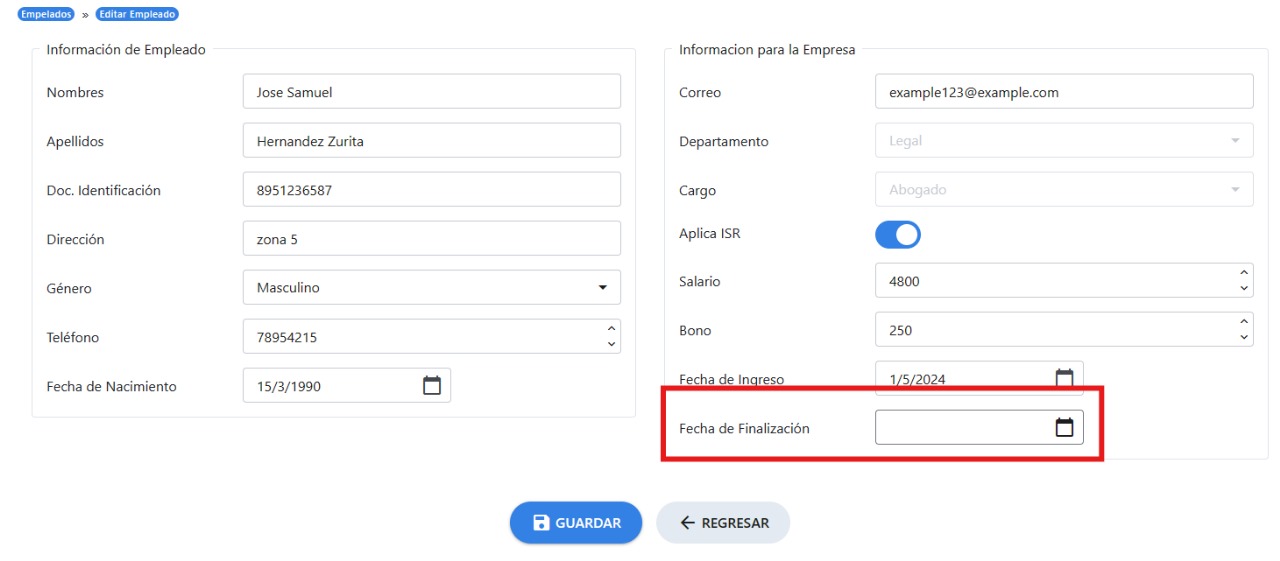 Empelados » Editar Empleado
Información de Empleado
Nombres Jose Samuel
Apellidos Hernandez Zurita
Doc. Identificación 8951236587
Dirección zona 5
Género Masculino
Teléfono 78954215
Fecha de Nacimiento 15/3/1990
Informacion para la Empresa
Correo example123@example.com
Departamento Legal
Cargo Abogado
Aplica ISR
Salario 4800
Bono 250
Fecha de Ingreso 1/5/2024
Fecha de Finalización
GUARDAR REGRESAR